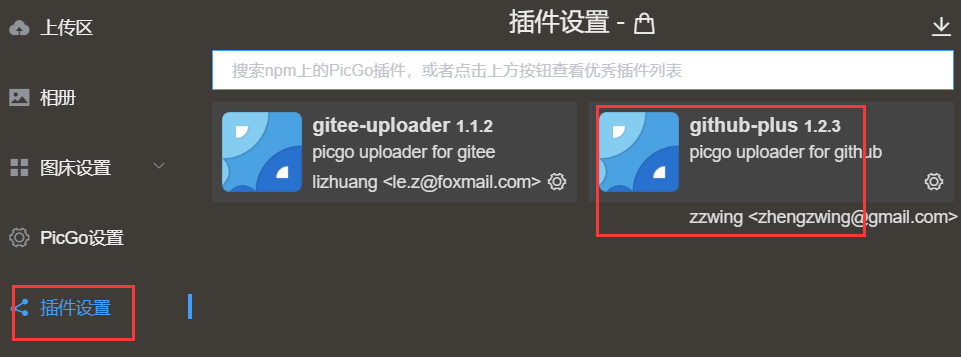 上传区
相册
图床设置
PicGo设置
插件设置
插件设置 -
搜索npm上的PicGo插件，或者点击上方按钮查看优秀插件列表
gitee-uploader 1.1.2
picgo uploader for gitee
lizhuang <le.z@foxmail.com>
github-plus 1.2.3
picgo uploader for github
zzwing <zhengzwing@gmail.com>